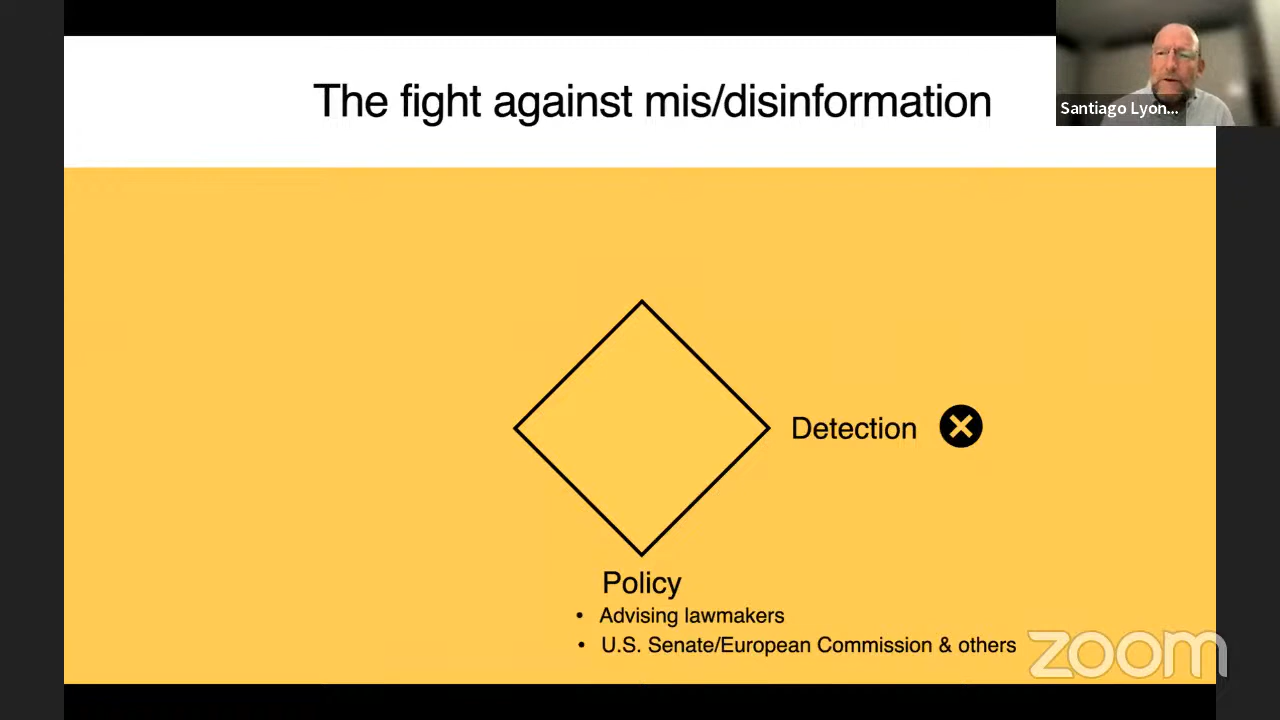 The fight against mis/disinformation
Santiago Lyon...
Detection
Policy
• Advising lawmakers
• U.S. Senate/European Commission & others
zoom